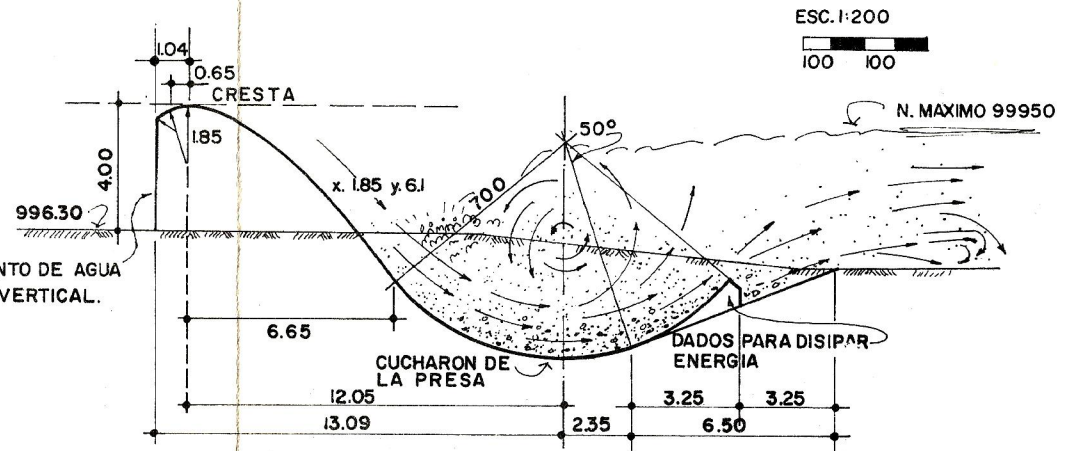 ESC. 1:200
100 100
1.04
0.65
CRESTA
1.85
4.00
996.30
NTO DE AGUA
VERTICAL.
x. 1.85 y. 6.1
700
50°
N. MAXIMO 99950
6.65
CUCHARON DE
LA PRESA
DADOS PARA DISIPAR
ENERGIA
12.05
3.25
3.25
13.09
2.35
6.50